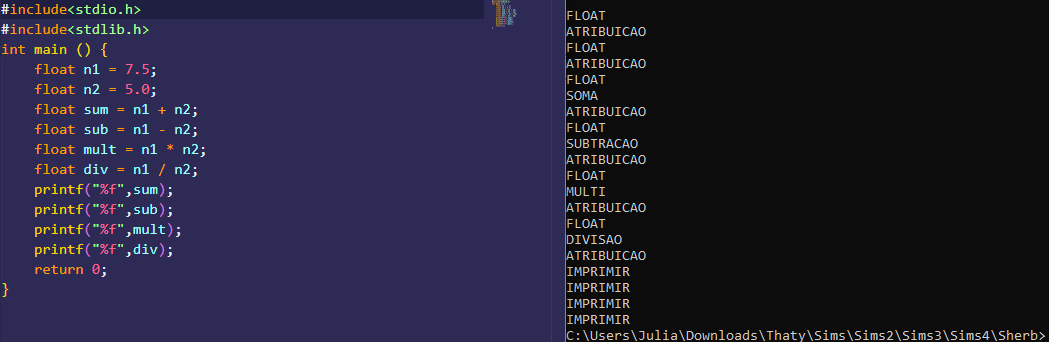 #include<stdio.h>
#include<stdlib.h>
int main () {
    float n1 = 7.5;
    float n2 = 5.0;
    float sum = n1 + n2;
    float sub = n1 - n2;
    float mult = n1 * n2;
    float div = n1 / n2;
    printf("%f",sum);
    printf("%f",sub);
    printf("%f",mult);
    printf("%f",div);
    return 0;
}
FLOAT
ATRIBUICAO
FLOAT
ATRIBUICAO
FLOAT
SOMA
ATRIBUICAO
FLOAT
SUBTRACAO
ATRIBUICAO
FLOAT
MULTI
ATRIBUICAO
FLOAT
DIVISAO
ATRIBUICAO
IMPRIMIR
IMPRIMIR
IMPRIMIR
IMPRIMIR
C:\Users\Julia\Downloads\Thaty\Sims\Sims2\Sims3\Sims4\Sherb>